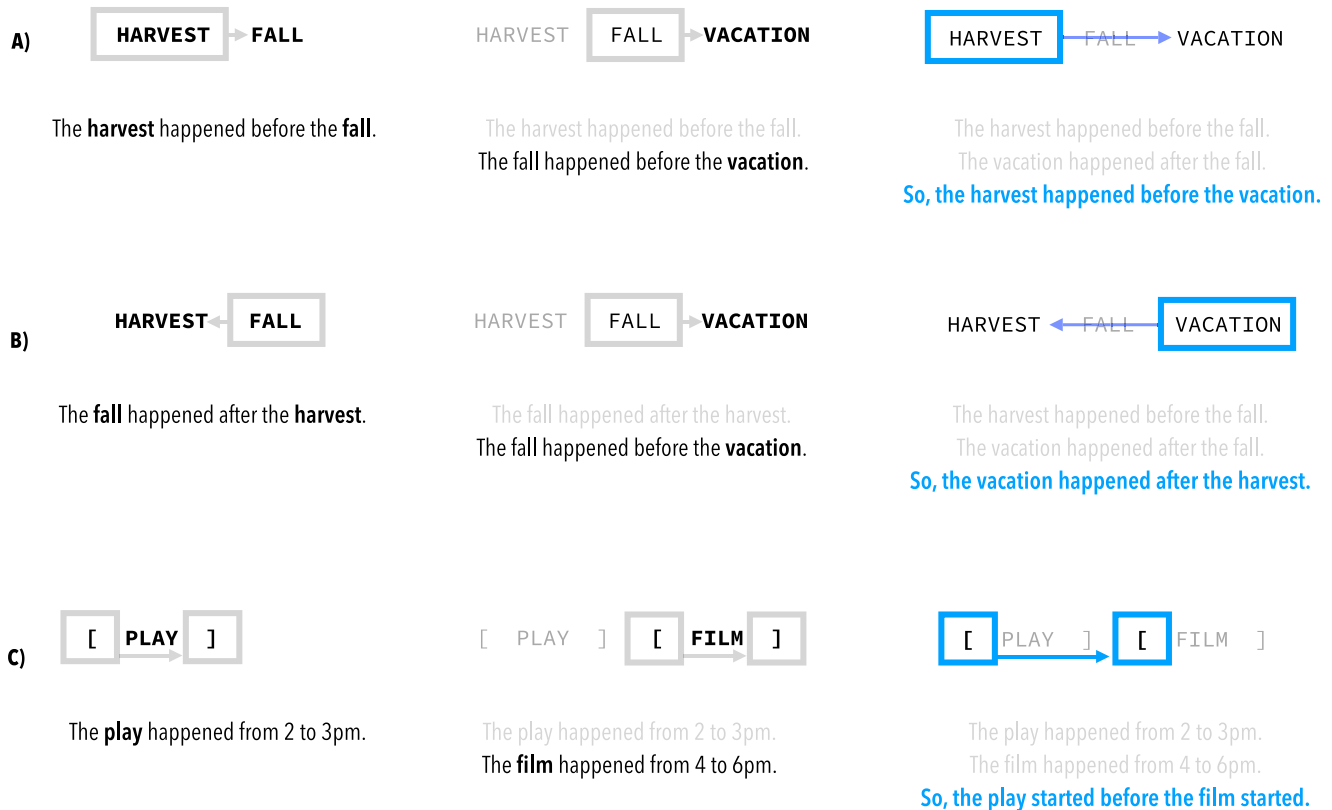 A)
HARVEST FALL
HARVEST FALL VACATION
HARVEST FALL VACATION
The harvest happened before the fall.
The harvest happened before the fall.
The fall happened before the vacation.
The harvest happened before the fall.
The vacation happened after the fall.
So, the harvest happened before the vacation.
B)
HARVEST FALL
HARVEST FALL VACATION
HARVEST FALL VACATION
The fall happened after the harvest.
The fall happened after the harvest.
The fall happened before the vacation.
The harvest happened before the fall.
The vacation happened after the fall.
So, the vacation happened after the harvest.
C)
[ PLAY ]
[ PLAY ] [ FILM ]
[ PLAY ] [ FILM ]
The play happened from 2 to 3pm.
The play happened from 2 to 3pm.
The film happened from 4 to 6pm.
The play happened from 2 to 3pm.
The film happened from 4 to 6pm.
So, the play started before the film started.